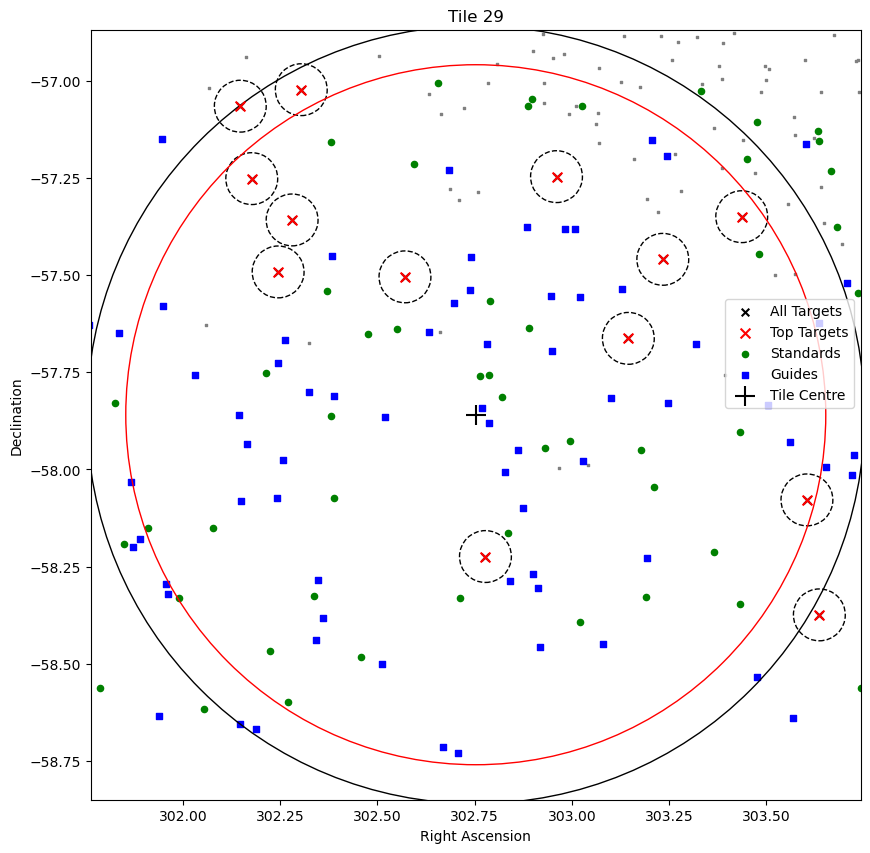 Tile 29
−57.00
−57.25
−57.50
−57.75
−58.00
−58.25
−58.50
−58.75
Declination
All Targets
Top Targets
Standards
Guides
Tile Centre
302.00 302.25 302.50 302.75 303.00 303.25 303.50
Right Ascension